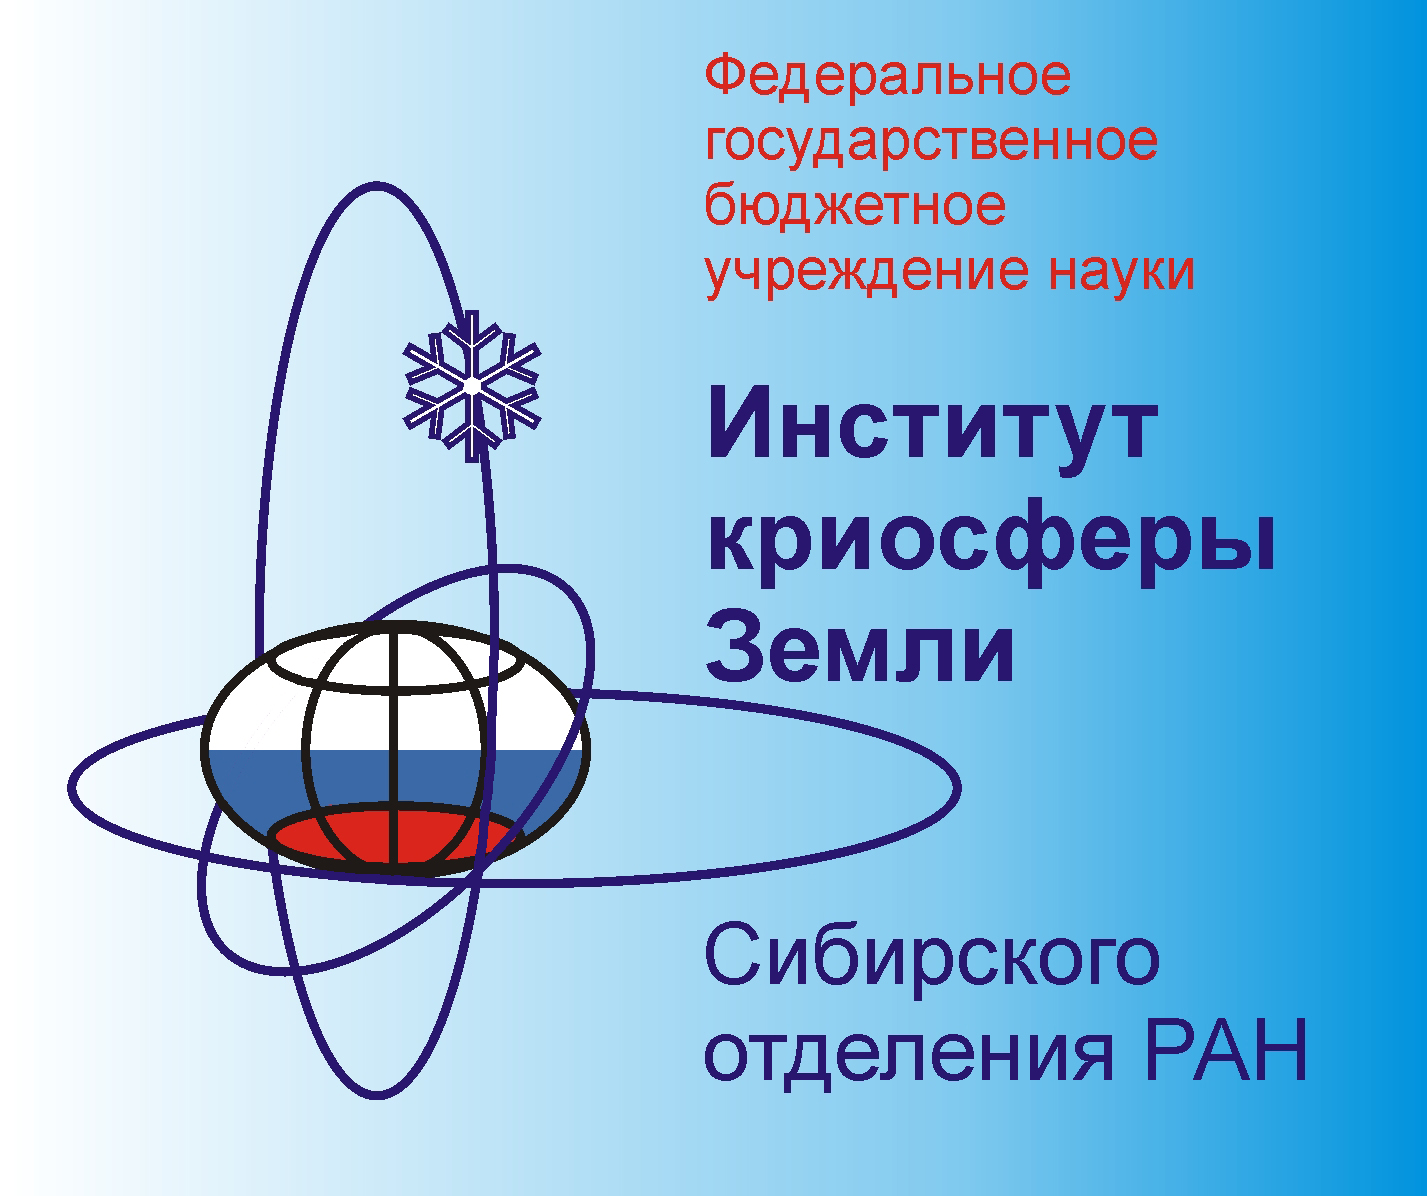 Федеральное
государственное
бюджетное
учреждение науки
Институт
криосферы
Земли
Сибирского
отделения РАН